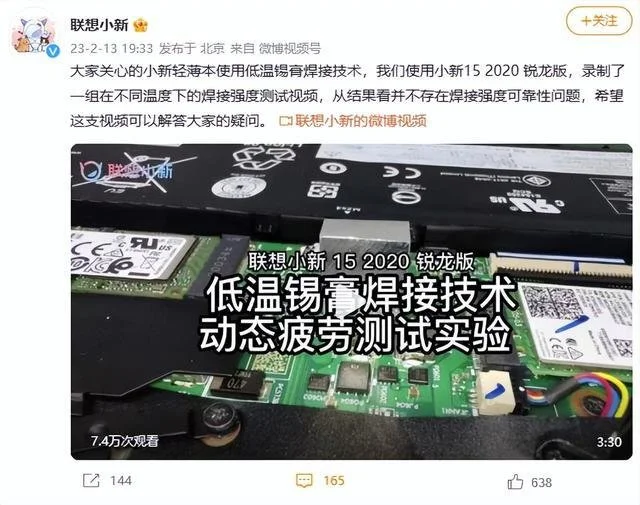 联想小新
+关注
23-2-13 19:33 发布于 北京 来自 微博视频号
大家关心的小新轻薄本使用低温锡膏焊接技术，我们使用小新15 2020 锐龙版，录制了
一组在不同温度下的焊接强度测试视频，从结果看并不存在焊接强度可靠性问题，希望
这支视频可以解答大家的疑问。 联想小新的微博视频
联想小新
联想小新 15 2020 锐龙版
低温锡膏焊接技术
动态疲劳测试实验
470
7.4万次观看
3:30
144
165
638